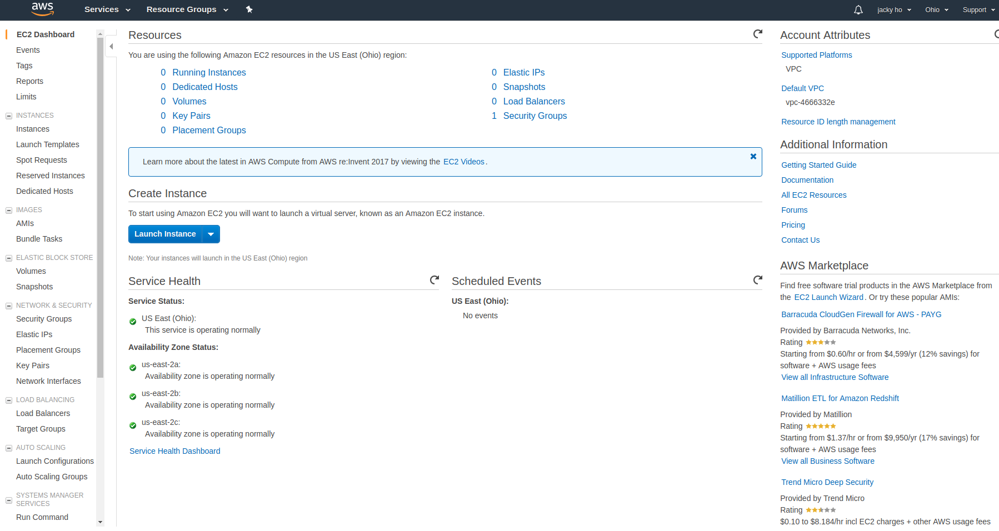 aws
Services
Resource Groups
jacky ho
Ohio
Support
EC2 Dashboard
Events
Tags
Reports
Limits
INSTANCES
Instances
Launch Templates
Spot Requests
Reserved Instances
Dedicated Hosts
IMAGES
AMIs
Bundle Tasks
ELASTIC BLOCK STORE
Volumes
Snapshots
NETWORK & SECURITY
Security Groups
Elastic IPs
Placement Groups
Key Pairs
Network Interfaces
LOAD BALANCING
Load Balancers
Target Groups
AUTO SCALING
Launch Configurations
Auto Scaling Groups
SYSTEMS MANAGER
SERVICES
Run Command
Resources
You are using the following Amazon EC2 resources in the US East (Ohio) region:
0 Running Instances
0 Dedicated Hosts
0 Volumes
0 Key Pairs
0 Placement Groups
0 Elastic IPs
0 Snapshots
0 Load Balancers
1 Security Groups
Learn more about the latest in AWS Compute from AWS re:Invent 2017 by viewing the EC2 Videos.
Create Instance
To start using Amazon EC2 you will want to launch a virtual server, known as an Amazon EC2 instance.
Launch Instance
Note: Your instances will launch in the US East (Ohio) region
Service Health
Service Status:
US East (Ohio):
This service is operating normally
Availability Zone Status:
us-east-2a:
Availability zone is operating normally
us-east-2b:
Availability zone is operating normally
us-east-2c:
Availability zone is operating normally
Service Health Dashboard
Scheduled Events
US East (Ohio):
No events
Account Attributes
Supported Platforms
VPC
Default VPC
vpc-4666332e
Resource ID length management
Additional Information
Getting Started Guide
Documentation
All EC2 Resources
Forums
Pricing
Contact Us
AWS Marketplace
Find free software trial products in the AWS Marketplace from
the EC2 Launch Wizard. Or try these popular AMIs:
Barracuda CloudGen Firewall for AWS - PAYG
Provided by Barracuda Networks, Inc.
Rating
Starting from $0.60/hr or from $4,599/yr (12% savings) for
software + AWS usage fees
View all Infrastructure Software
Matillion ETL for Amazon Redshift
Provided by Matillion
Rating
Starting from $1.37/hr or from $9,950/yr (17% savings) for
software + AWS usage fees
View all Business Software
Trend Micro Deep Security
Provided by Trend Micro
Rating
$0.10 to $8.184/hr incl EC2 charges + other AWS usage fees